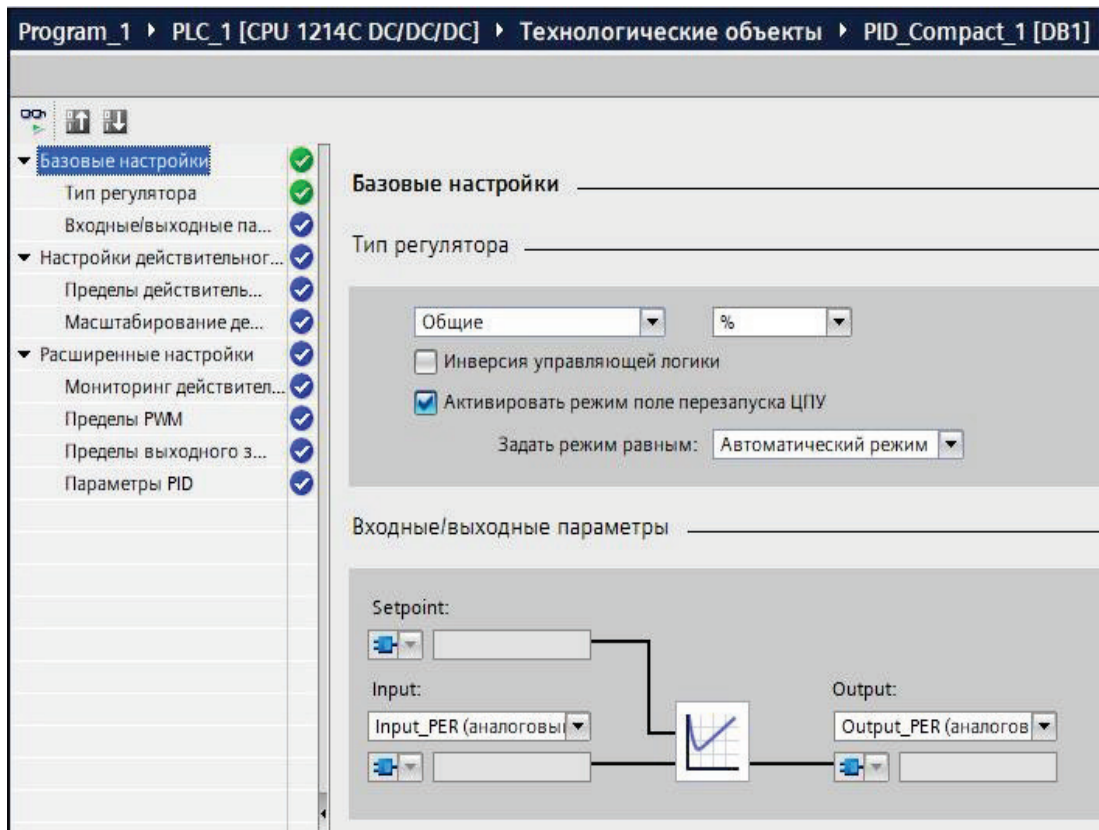 Program_1 ▸ PLC_1 [CPU 1214C DC/DC/DC] ▸ Технологические объекты ▸ PID_Compact_1 [DB1]
Базовые настройки
Тип регулятора
Входные/выходные па...
Настройки действительног...
Пределы действитель...
Масштабирование де...
Расширенные настройки
Мониторинг действител...
Пределы PWM
Пределы выходного з...
Параметры PID
Базовые настройки
Тип регулятора
Общие %
Инверсия управляющей логики
Активировать режим поле перезапуска ЦПУ
Задать режим равным: Автоматический режим
Входные/выходные параметры
Setpoint:
Input: Output:
Input_PER (аналоговы Output_PER (аналогов